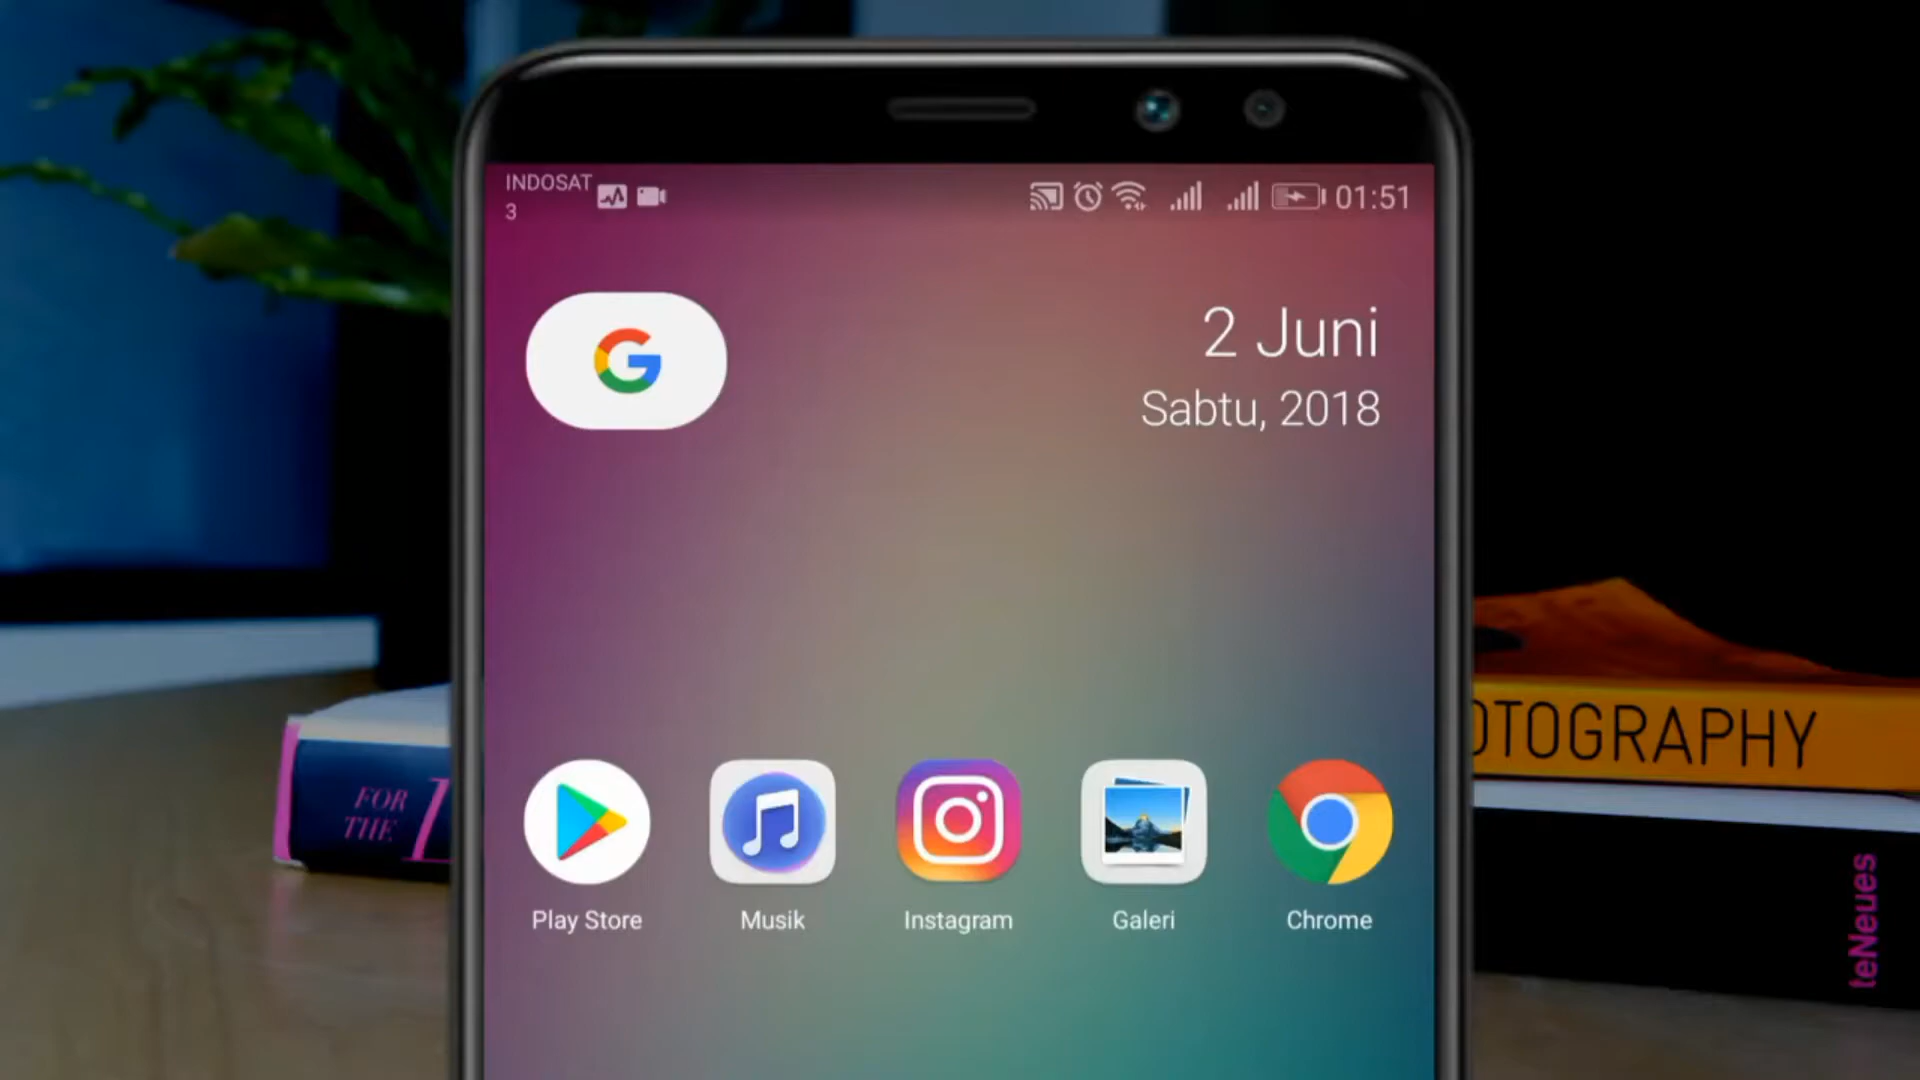 INDOSAT
3
01:51
2 Juni
Sabtu, 2018
Play Store
Musik
Instagram
Galeri
Chrome
FOR
THE
OTOGRAPHY
teNeues